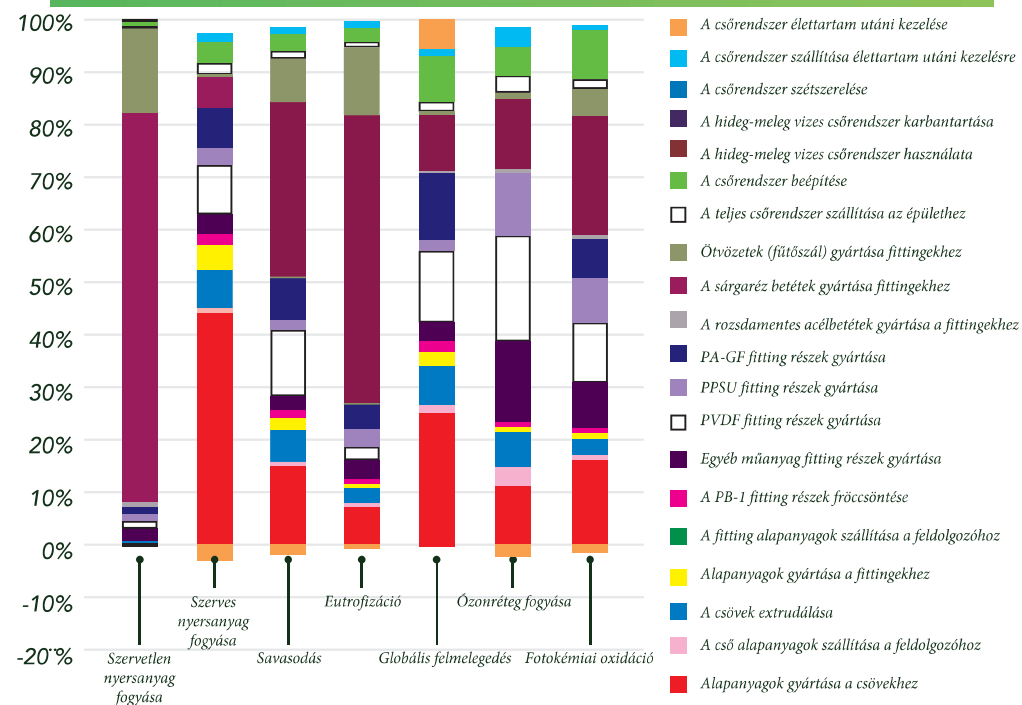 100%
90%
80%
70%
60%
50%
40%
30%
20%
10%
0%
-10%
-20%
Szervetlen
nyersanyag
fogyása
Szerves
nyersanyag
fogyása
Savasodás
Eutrofizáció
Globális felmelegedés
Ózonréteg fogyása
Fotokémiai oxidáció
A csőrendszer élettartam utáni kezelése
A csőrendszer szállítása élettartam utáni kezelésre
A csőrendszer szétszerelése
A hideg-meleg vizes csőrendszer karbantartása
A hideg-meleg vizes csőrendszer használata
A csőrendszer beépítése
A teljes csőrendszer szállítása az épülethez
Ötvözetek (fűtőszál) gyártása fittingekhez
A sárgaréz betétek gyártása fittingekhez
A rozsdamentes acélbetétek gyártása a fittingekhez
PA-GF fitting részek gyártása
PPSU fitting részek gyártása
PVDF fitting részek gyártása
Egyéb műanyag fitting részek gyártása
A PB-1 fitting részek fröccsöntése
A fitting alapanyagok szállítása a feldolgozóhoz
Alapanyagok gyártása a fittingekhez
A csövek extrudálása
A cső alapanyagok szállítása a feldolgozóhoz
Alapanyagok gyártása a csövekhez